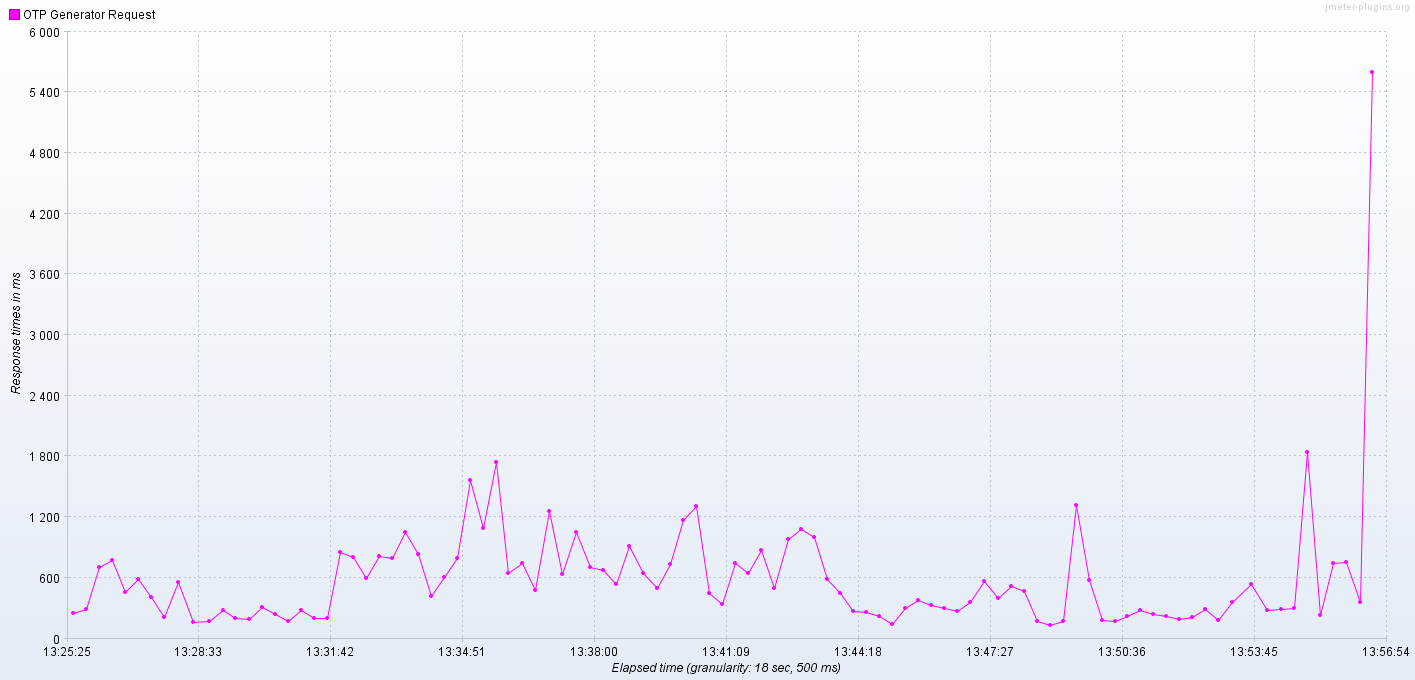 OTP Generator Request
jmeter-plugins.org
6 000
5 400
4 800
4 200
3 600
3 000
2 400
1 800
1 200
600
0
Response times in ms
13:25:25 13:28:33 13:31:42 13:34:51 13:38:00 13:41:09 13:44:18 13:47:27 13:50:36 13:53:45 13:56:54
Elapsed time (granularity: 18 sec, 500 ms)